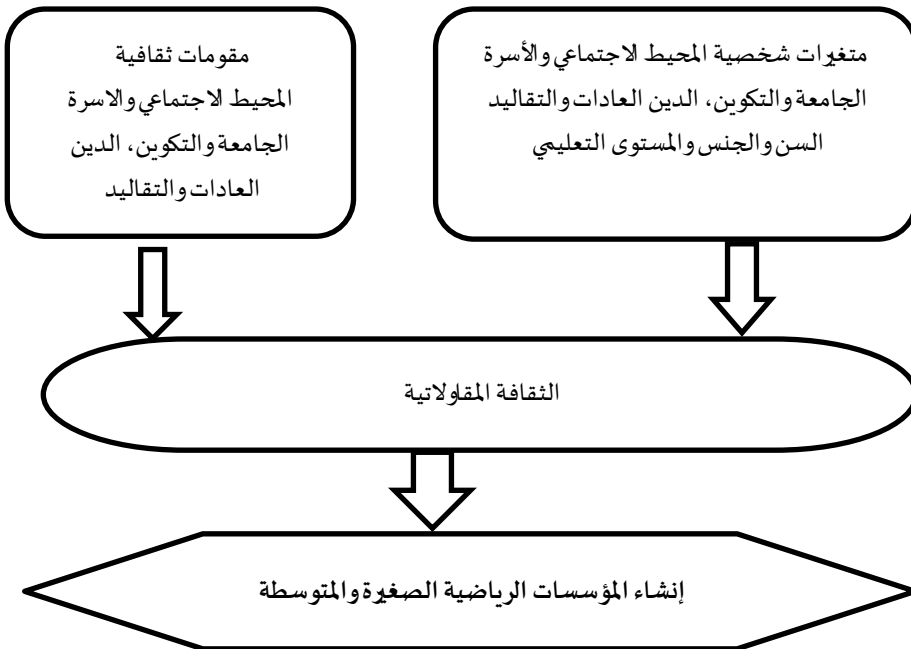 متغيرات شخصية المحيط الاجتماعي والأسرة
الجامعة والتكوين، الدين العادات والتقاليد
السن والجنس والمستوى التعليمي
مقومات ثقافية
المحيط الاجتماعي والاسرة
الجامعة والتكوين، الدين
العادات والتقاليد
الثقافة المقاولاتية
إنشاء المؤسسات الرياضية الصغيرة والمتوسطة